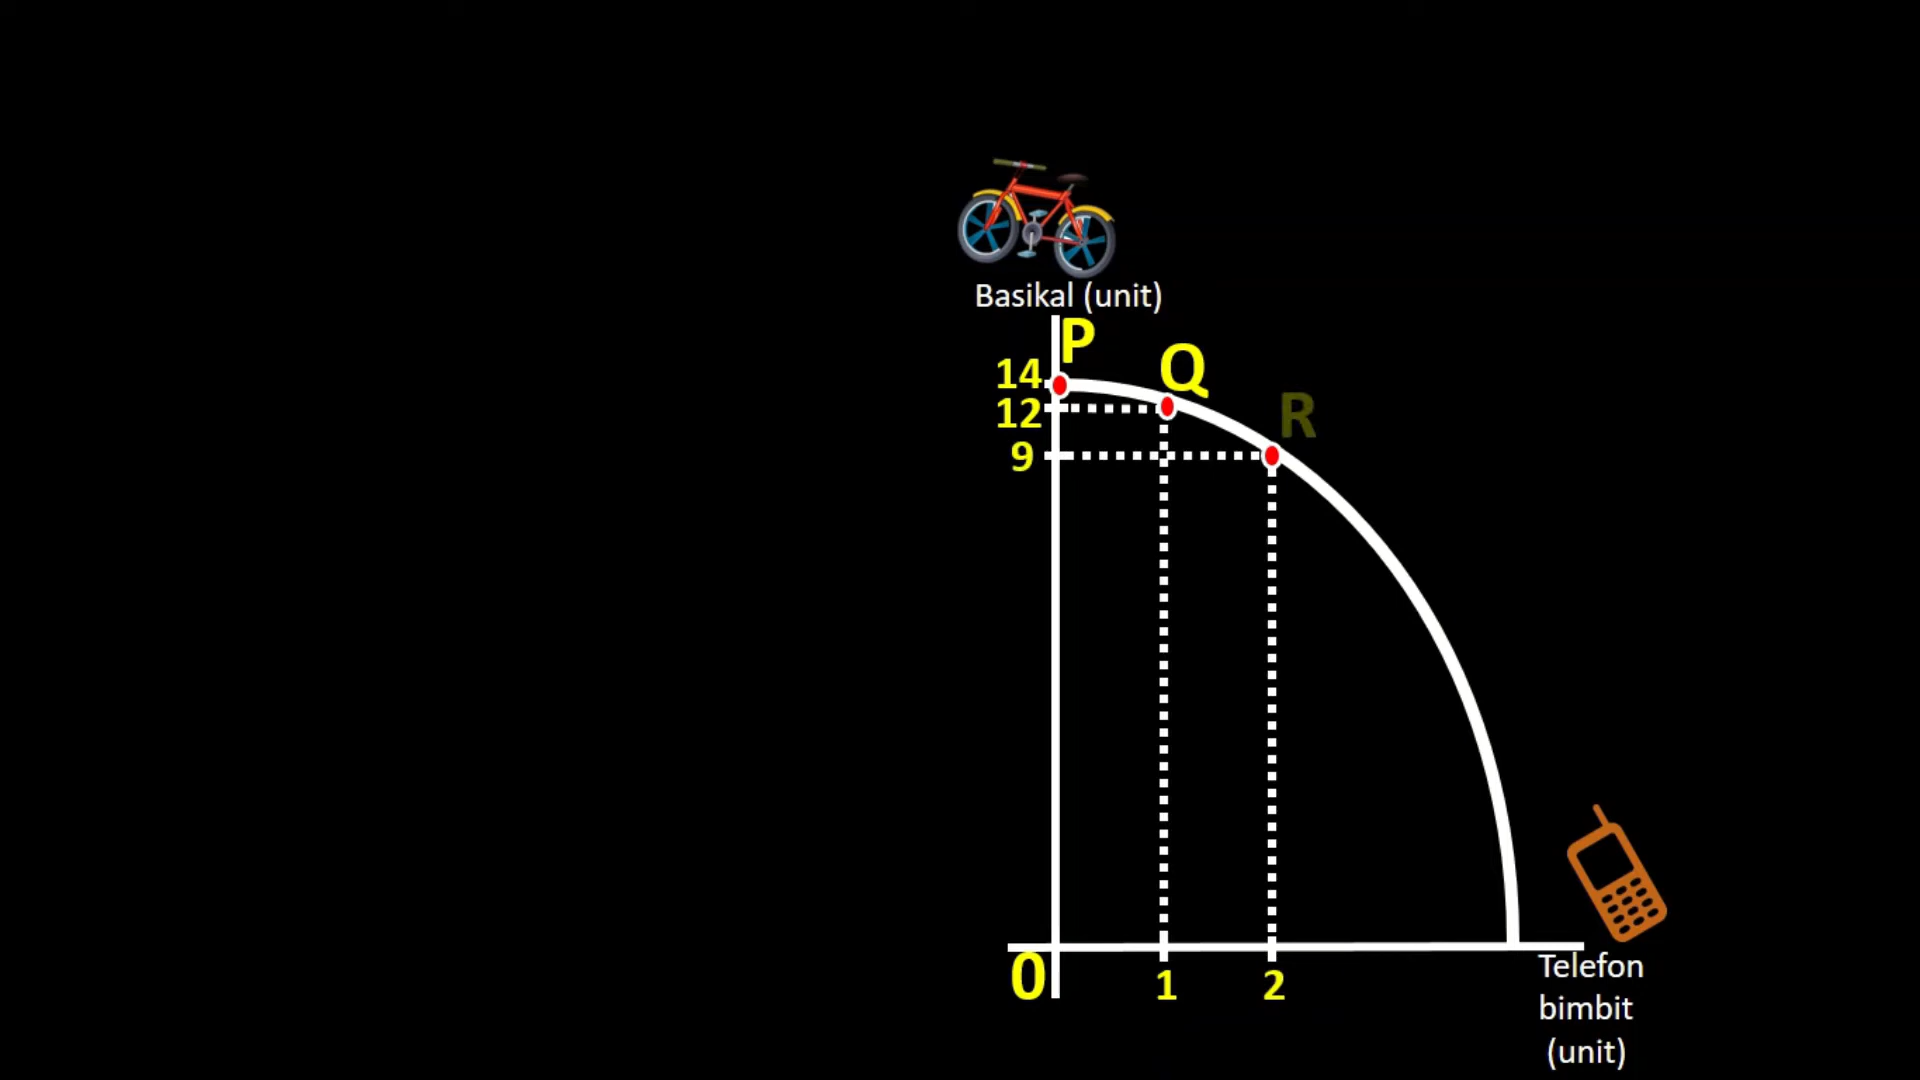 Basikal (unit)
P
Q
14
R
12
9
0
1
2
Telefon
bimbit
(unit)